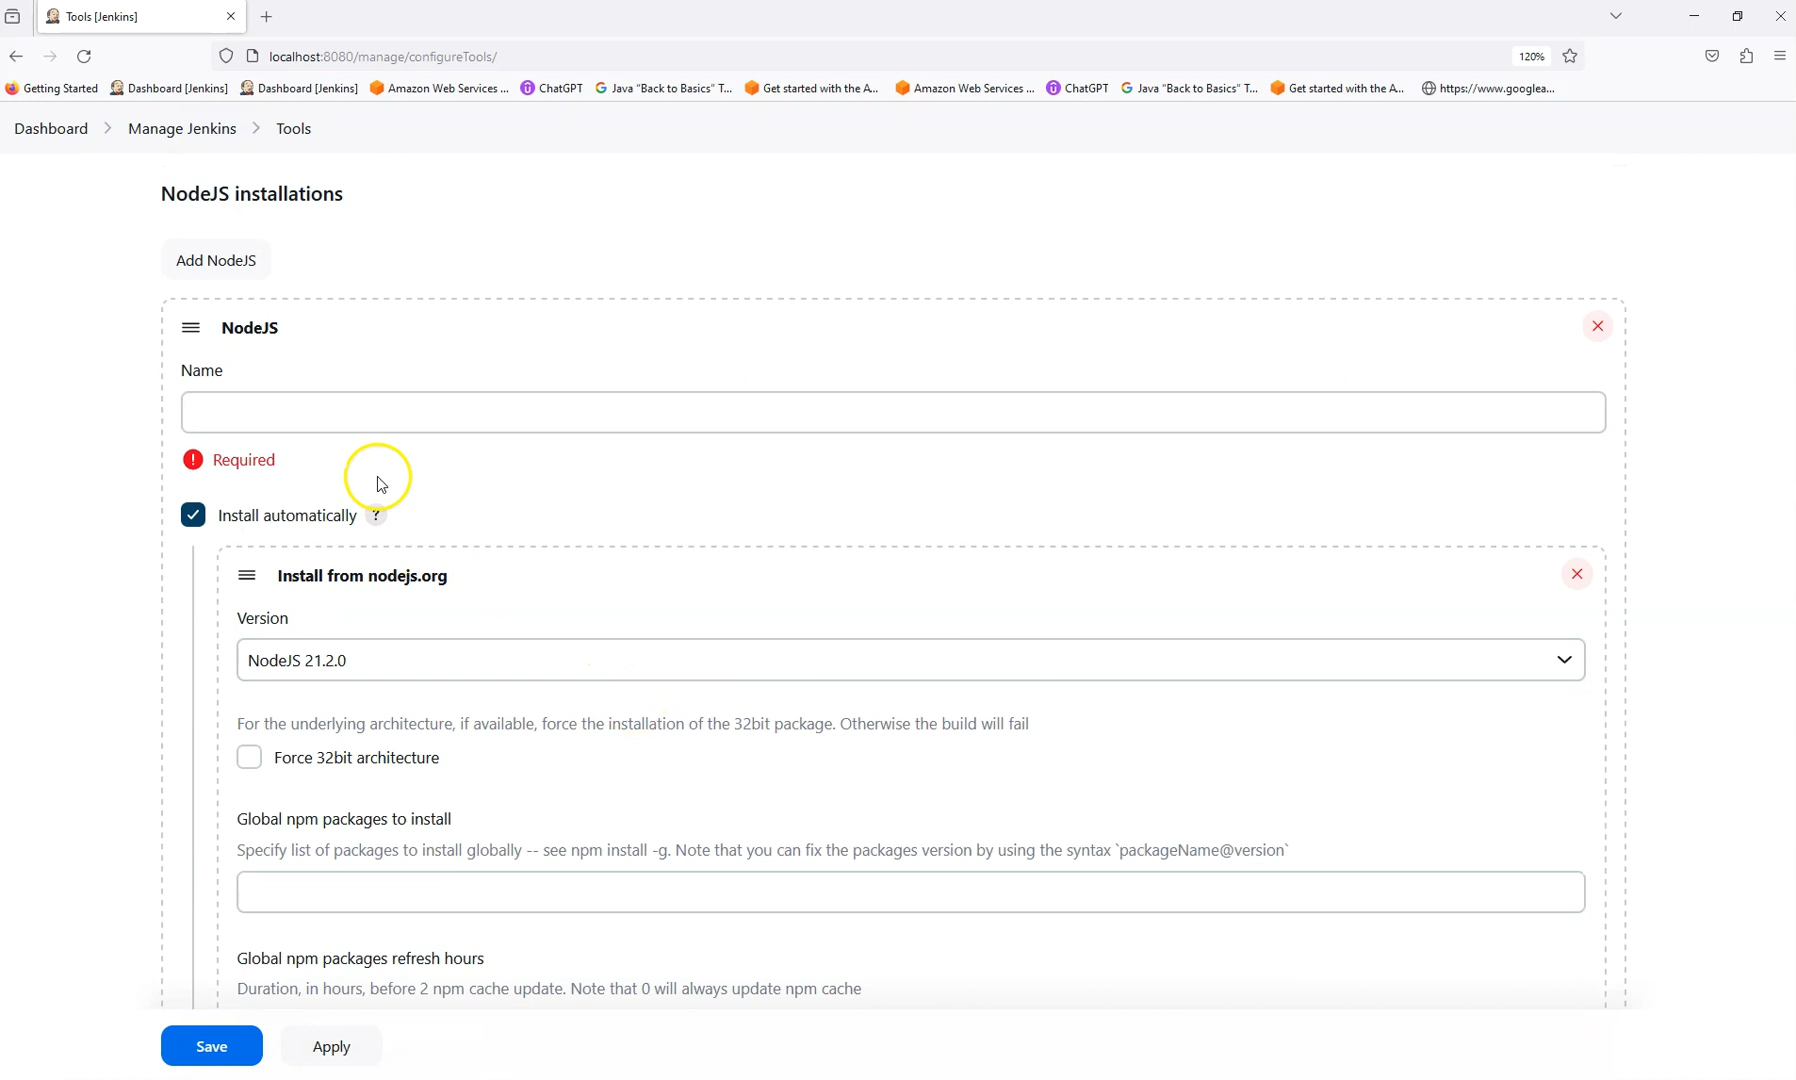 Tools [Jenkins]
localhost:8080/manage/configureTools/
120%
Getting Started
Dashboard [Jenkins]
Dashboard [Jenkins]
Amazon Web Services ...
ChatGPT
Java "Back to Basics" T...
Get started with the A...
Amazon Web Services ...
ChatGPT
Java "Back to Basics" T...
Get started with the A...
https://www.googlea...
Dashboard > Manage Jenkins > Tools
NodeJS installations
Add NodeJS
NodeJS
Name
Required
Install automatically ?
Install from nodejs.org
Version
NodeJS 21.2.0
For the underlying architecture, if available, force the installation of the 32bit package. Otherwise the build will fail
Force 32bit architecture
Global npm packages to install
Specify list of packages to install globally -- see npm install -g. Note that you can fix the packages version by using the syntax `packageName@version`
Global npm packages refresh hours
Duration, in hours, before 2 npm cache update. Note that 0 will always update npm cache
Save
Apply